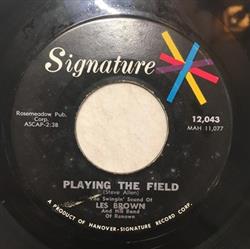 Signature
Rosemeadow Pub.
Corp.
ASCAP-2:38
12,043
MAH 11,077
PLAYING THE FIELD
(Steve Allen)
The Swingin' Sound Of
LES BROWN
And His Band
Of Renown
A PRODUCT OF HANOVER-SIGNATURE RECORD CORP.